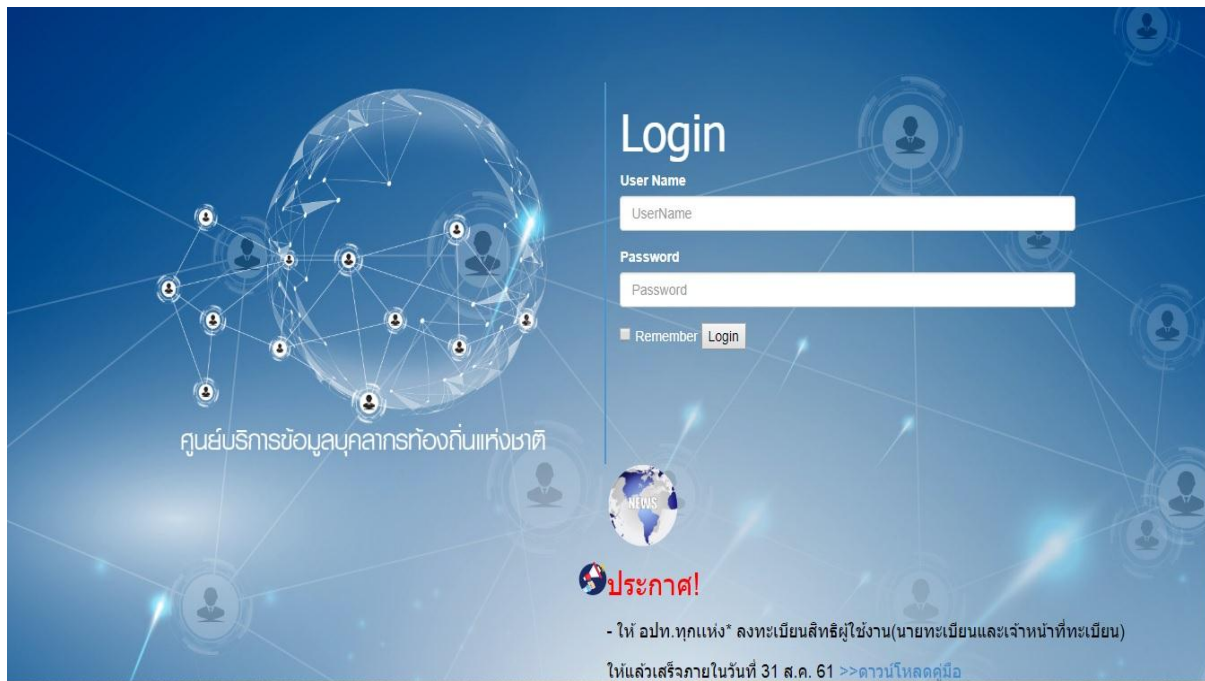 Login
User Name
UserName
Password
Password
Remember Login
ศูนย์บริการข้อมูลบุคลากรท้องถิ่นแห่งชาติ
NEWS
ประกาศ!
- ให้ อปท.ทุกแห่ง* ลงทะเบียนสิทธิผู้ใช้งาน(นายทะเบียนและเจ้าหน้าที่ทะเบียน)
ให้แล้วเสร็จภายในวันที่ 31 ส.ค. 61 >>ดาวน์โหลดคู่มือ